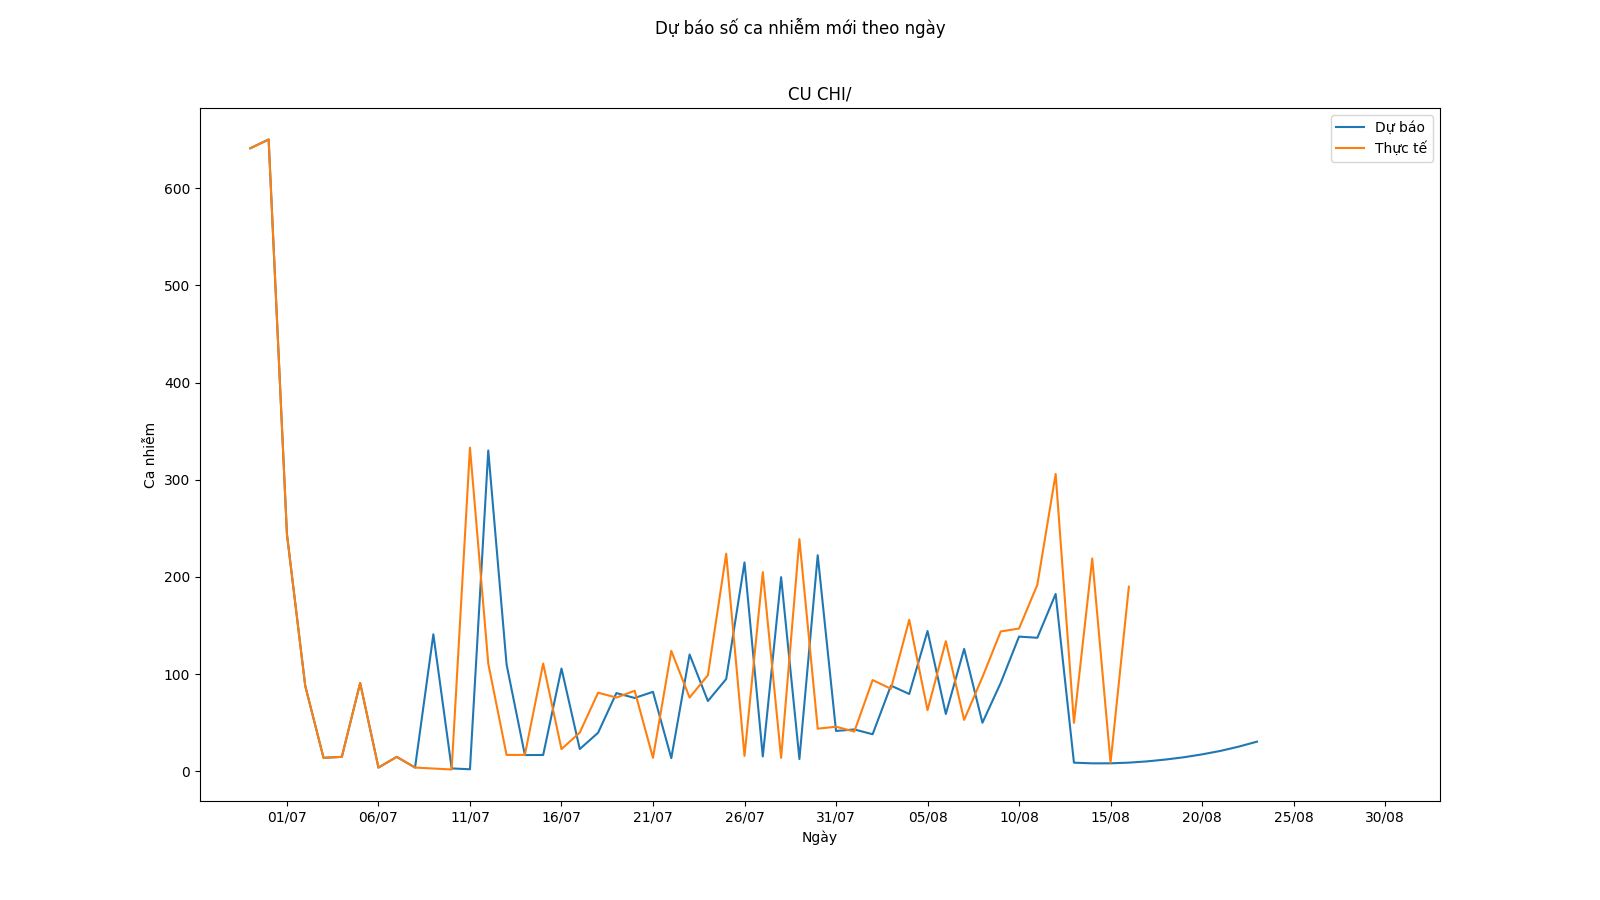 Dự báo số ca nhiễm mới theo ngày
CU CHI/
Dự báo
Thực tế
600
500
400
300
200
100
0
Ca nhiễm
01/07 06/07 11/07 16/07 21/07 26/07 31/07 05/08 10/08 15/08 20/08 25/08 30/08
Ngày